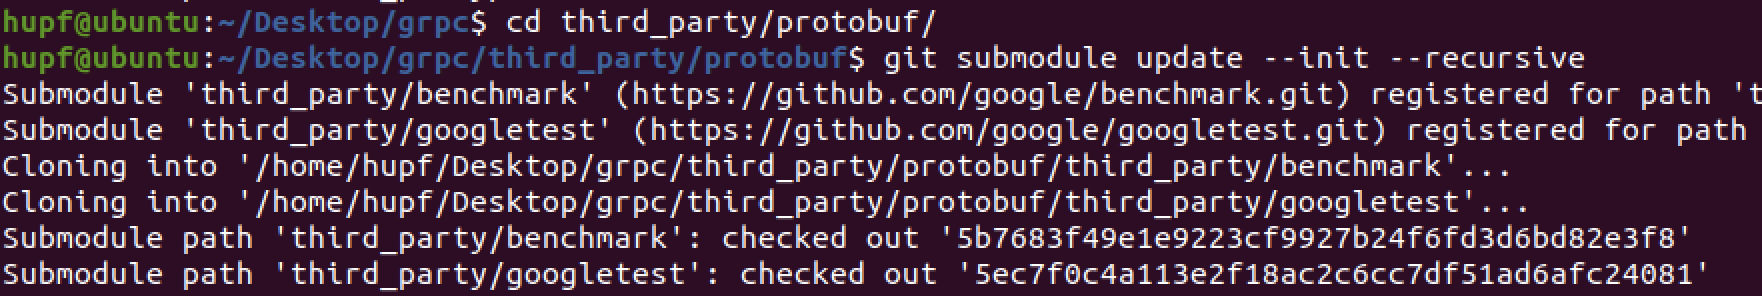 hupf@ubuntu:~/Desktop/grpc$ cd third_party/protobuf/
hupf@ubuntu:~/Desktop/grpc/third_party/protobuf$ git submodule update --init --recursive
Submodule 'third_party/benchmark' (https://github.com/google/benchmark.git) registered for path 't
Submodule 'third_party/googletest' (https://github.com/google/googletest.git) registered for path
Cloning into '/home/hupf/Desktop/grpc/third_party/protobuf/third_party/benchmark'...
Cloning into '/home/hupf/Desktop/grpc/third_party/protobuf/third_party/googletest'...
Submodule path 'third_party/benchmark': checked out '5b7683f49e1e9223cf9927b24f6fd3d6bd82e3f8'
Submodule path 'third_party/googletest': checked out '5ec7f0c4a113e2f18ac2c6cc7df51ad6afc24081'